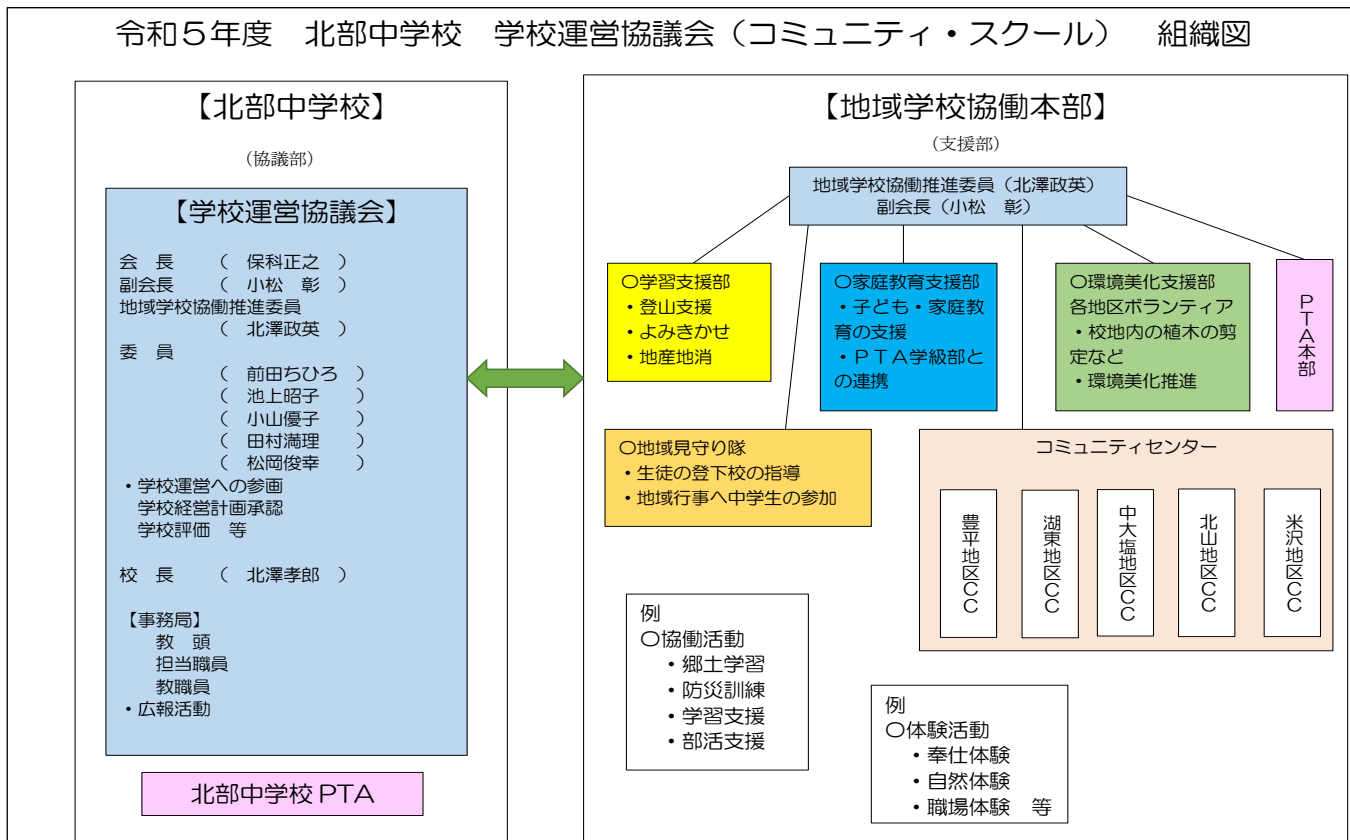 令和５年度　北部中学校　学校運営協議会（コミュニティ・スクール）　組織図
【北部中学校】
（協議部）
【学校運営協議会】
会　長　　（　保科正之　）
副会長　　（　小松　彰　）
地域学校協働推進委員
（　北澤政英　）
委　員
（　前田ちひろ　）
（　池上昭子　　）
（　小山優子　　）
（　田村満理　　）
（　松岡俊幸　　）
・学校運営への参画
学校経営計画承認
学校評価　等
校　長　　（　北澤孝郎　）
【事務局】
教　頭
担当職員
教職員
・広報活動
北部中学校 PTA
【地域学校協働本部】
（支援部）
地域学校協働推進委員（北澤政英）
副会長（小松　彰）
〇学習支援部
・登山支援
・よみきかせ
・地産地消
〇家庭教育支援部
・子ども・家庭教
育の支援
・ＰＴＡ学級部と
の連携
〇環境美化支援部
各地区ボランティア
・校地内の植木の剪
定など
・環境美化推進
ＰＴＡ本部
〇地域見守り隊
・生徒の登下校の指導
・地域行事へ中学生の参加
コミュニティセンター
豊平地区ＣＣ
湖東地区ＣＣ
中大塩地区ＣＣ
北山地区ＣＣ
米沢地区ＣＣ
例
〇協働活動
・郷土学習
・防災訓練
・学習支援
・部活支援
例
〇体験活動
・奉仕体験
・自然体験
・職場体験　等